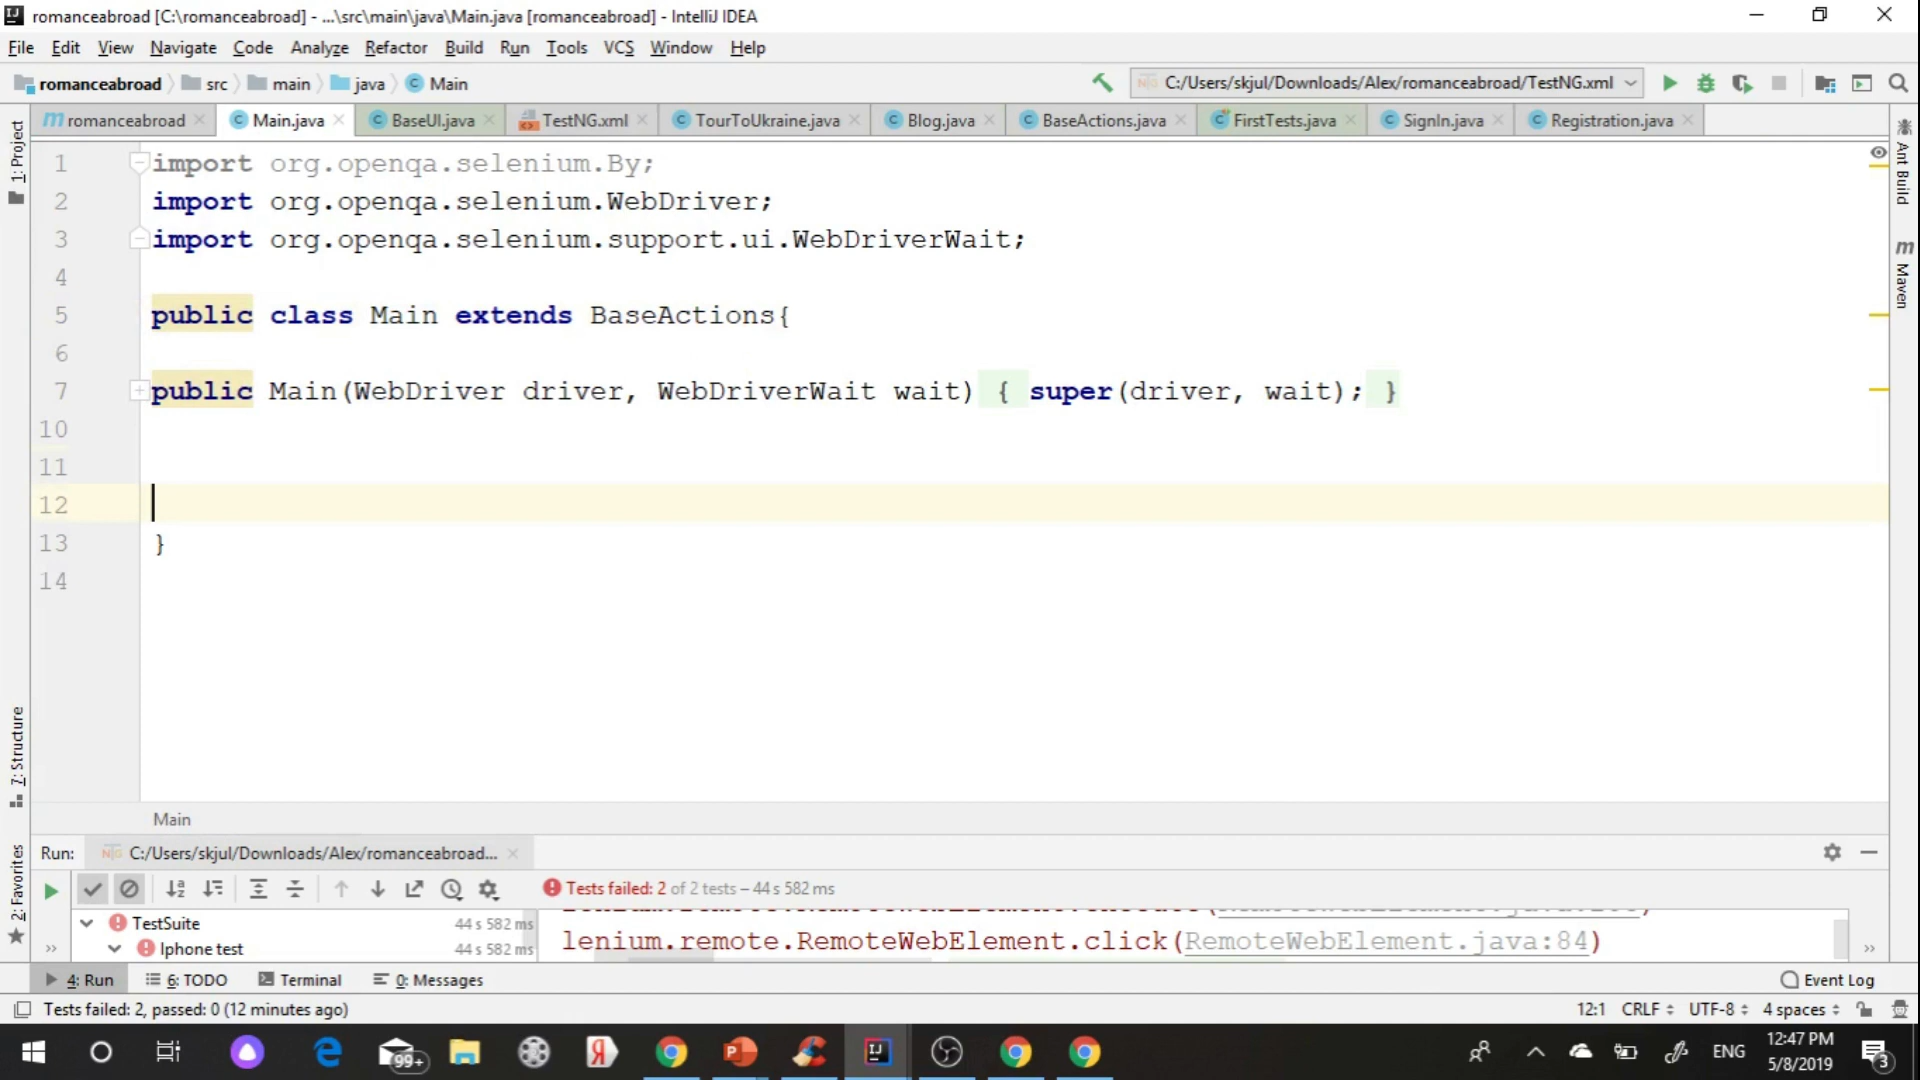 romanceabroad [C:\romanceabroad] - ...\src\main\java\Main.java [romanceabroad] - IntelliJ IDEA
File Edit View Navigate Code Analyze Refactor Build Run Tools VCS Window Help
romanceabroad src main java Main C:/Users/skjul/Downloads/Alex/romanceabroad/TestNG.xml
romanceabroad Main.java BaseUI.java TestNG.xml TourToUkraine.java Blog.java BaseActions.java FirstTests.java SignIn.java Registration.java
1: Project
Ant Build
Maven
1 import org.openqa.selenium.By;
2 import org.openqa.selenium.WebDriver;
3 import org.openqa.selenium.support.ui.WebDriverWait;
4
5 public class Main extends BaseActions{
6
7 public Main(WebDriver driver, WebDriverWait wait) { super(driver, wait); }
10
11
12
13 }
14
7: Structure
2: Favorites
Main
Run: C:/Users/skjul/Downloads/Alex/romanceabroad...
Tests failed: 2 of 2 tests – 44 s 582 ms
TestSuite 44 s 582 ms
Iphone test 44 s 582 ms
lenium.remote.RemoteWebElement.click(RemoteWebElement.java:84)
4: Run 6: TODO Terminal 0: Messages Event Log
Tests failed: 2, passed: 0 (12 minutes ago) 12:1 CRLF UTF-8 4 spaces
99+ ENG 12:47 PM
5/8/2019 3